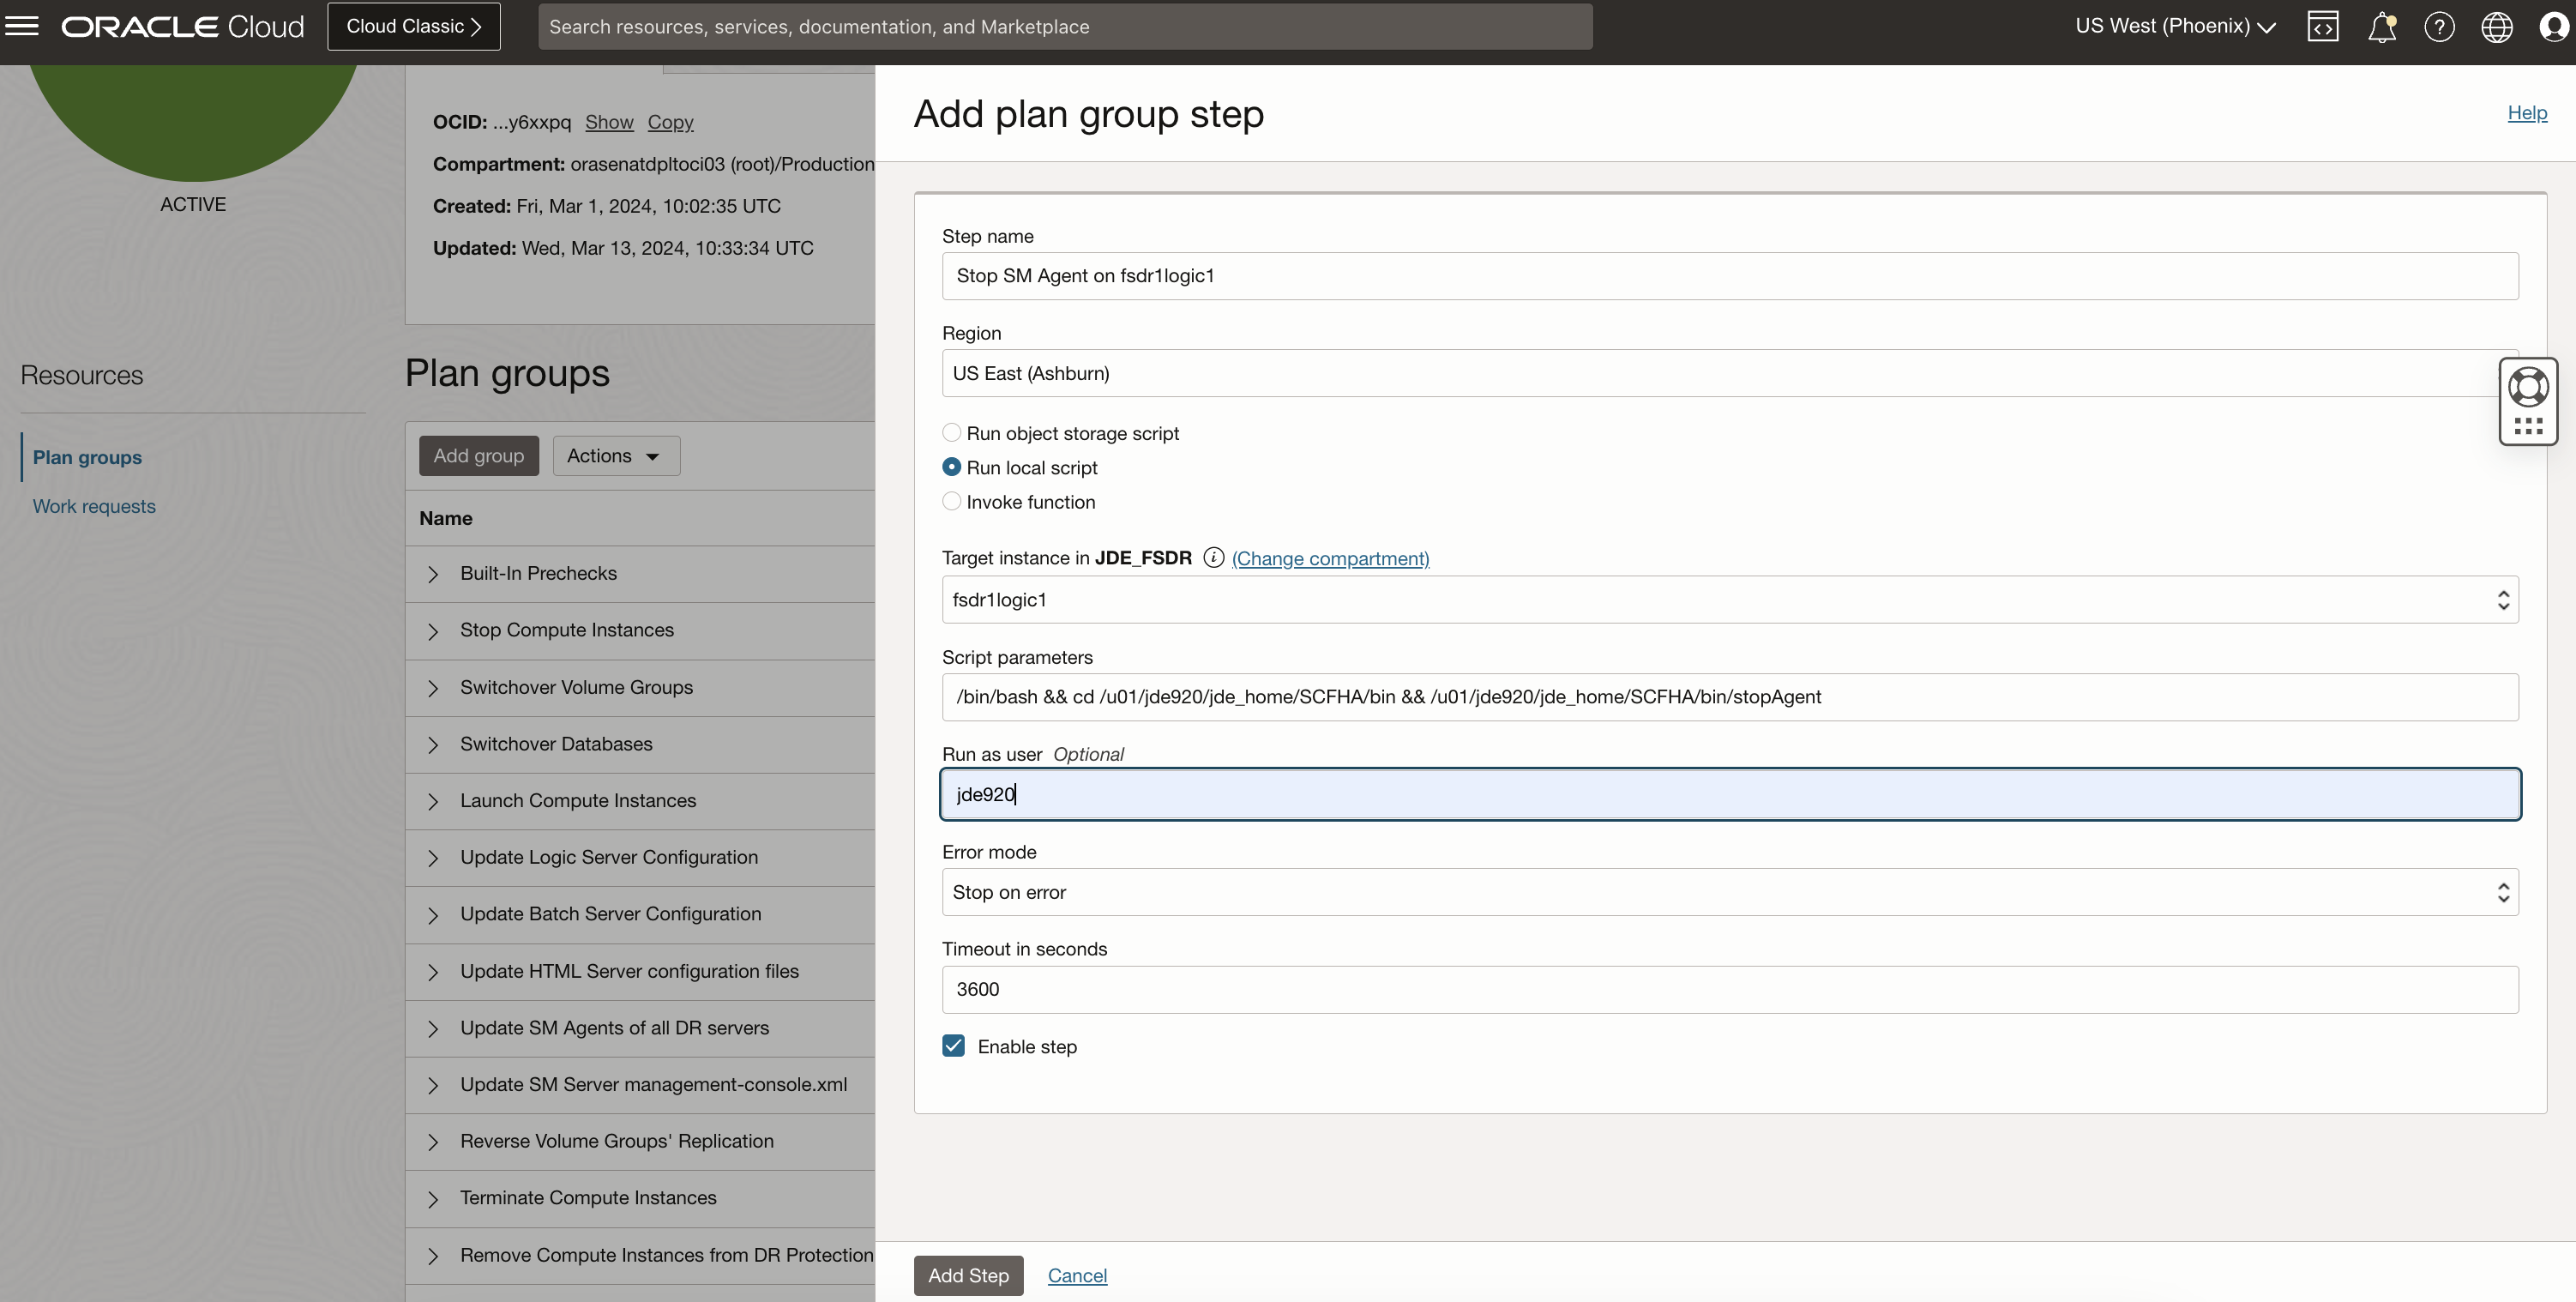 ORACLE Cloud
Cloud Classic
Search resources, services, documentation, and Marketplace
US West (Phoenix)
ACTIVE
OCID: ...y6xxpq Show Copy
Compartment: orasenatdpltoci03 (root)/Production
Created: Fri, Mar 1, 2024, 10:02:35 UTC
Updated: Wed, Mar 13, 2024, 10:33:34 UTC
Resources
Plan groups
Work requests
Plan groups
Add group
Actions
Name
Built-In Prechecks
Stop Compute Instances
Switchover Volume Groups
Switchover Databases
Launch Compute Instances
Update Logic Server Configuration
Update Batch Server Configuration
Update HTML Server configuration files
Update SM Agents of all DR servers
Update SM Server management-console.xml
Reverse Volume Groups' Replication
Terminate Compute Instances
Remove Compute Instances from DR Protection
Add plan group step
Help
Step name
Stop SM Agent on fsdr1logic1
Region
US East (Ashburn)
Run object storage script
Run local script
Invoke function
Target instance in JDE_FSDR (Change compartment)
fsdr1logic1
Script parameters
/bin/bash && cd /u01/jde920/jde_home/SCFHA/bin && /u01/jde920/jde_home/SCFHA/bin/stopAgent
Run as user Optional
jde920
Error mode
Stop on error
Timeout in seconds
3600
Enable step
Add Step
Cancel